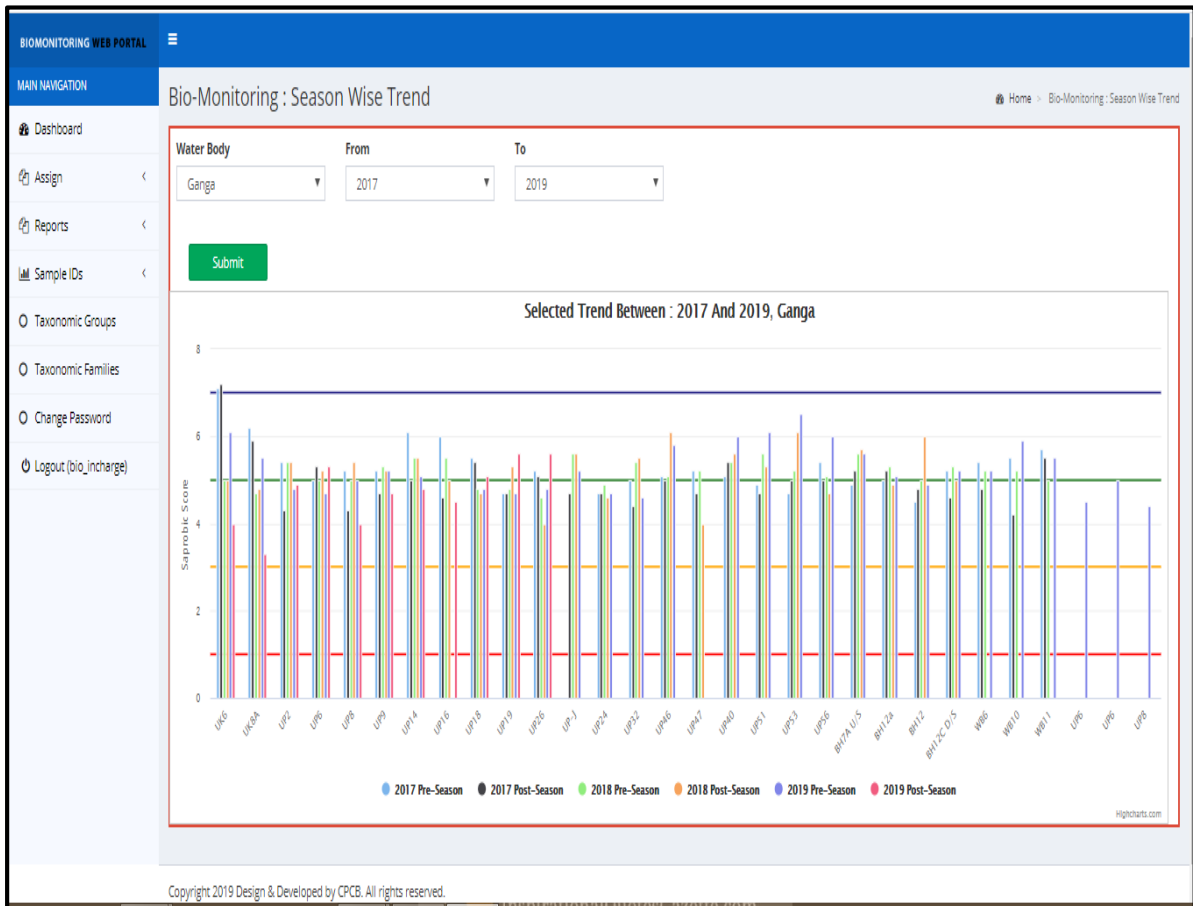 BIOMONITORING WEB PORTAL
MAIN NAVIGATION
Dashboard
Assign
Reports
Sample IDs
Taxonomic Groups
Taxonomic Families
Change Password
Logout (bio_incharge)
Bio-Monitoring : Season Wise Trend
Home > Bio-Monitoring : Season Wise Trend
Water Body From To
Ganga 2017 2019
Submit
Selected Trend Between : 2017 And 2019, Ganga
Saprobic Score
8
6
4
2
0
UK6 UK8A UP2 UP6 UP8 UP9 UP14 UP16 UP18 UP19 UP26 UP-J UP24 UP32 UP46 UP47 UP40 UP51 UP53 UP56 BH7A U/S BH12a BH12 BH12C D/S WB6 WB10 WB11 UP6 UP6 UP8
2017 Pre-Season 2017 Post-Season 2018 Pre-Season 2018 Post-Season 2019 Pre-Season 2019 Post-Season
Highcharts.com
Copyright 2019 Design & Developed by CPCB. All rights reserved.